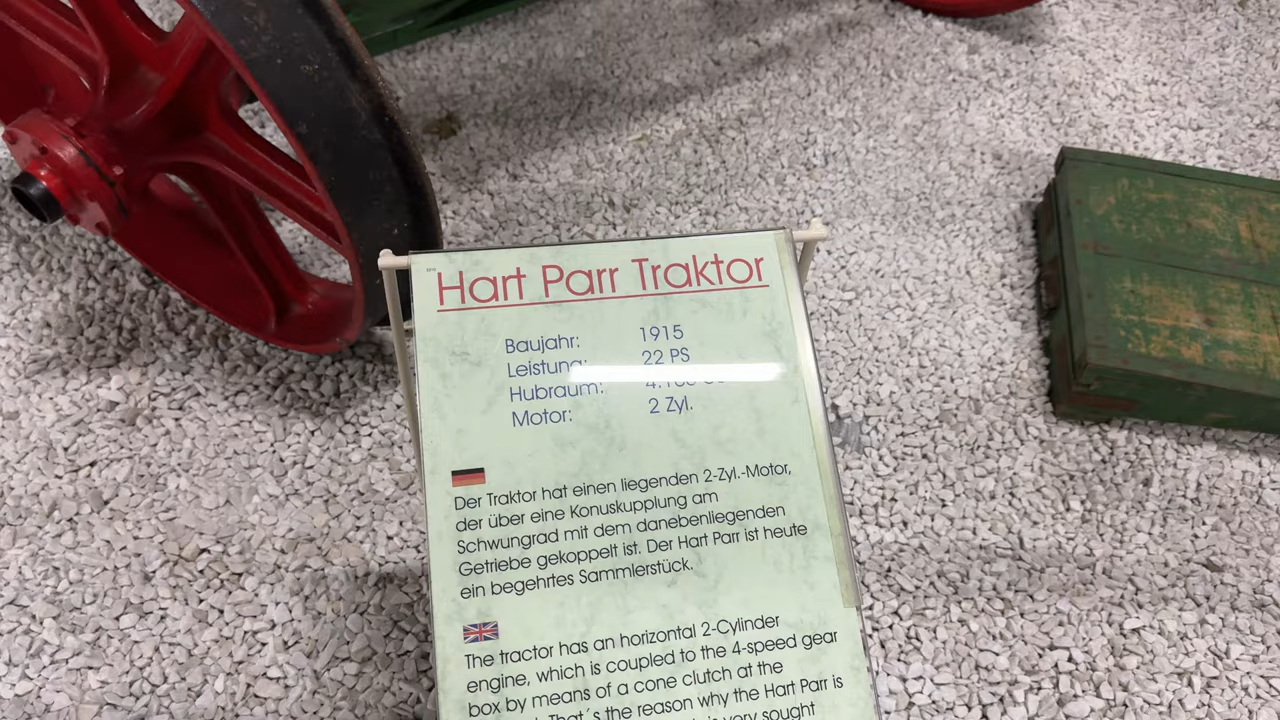 Hart Parr Traktor
Baujahr: 1915
Leistung: 22 PS
Hubraum:
Motor: 2 Zyl.
Der Traktor hat einen liegenden 2-Zyl.-Motor,
der über eine Konuskupplung am
Schwungrad mit dem danebenliegenden
Getriebe gekoppelt ist. Der Hart Parr ist heute
ein begehrtes Sammlerstück.
The tractor has an horizontal 2-Cylinder
engine, which is coupled to the 4-speed gear
box by means of a cone clutch at the
That´s the reason why the Hart Parr is
very sought